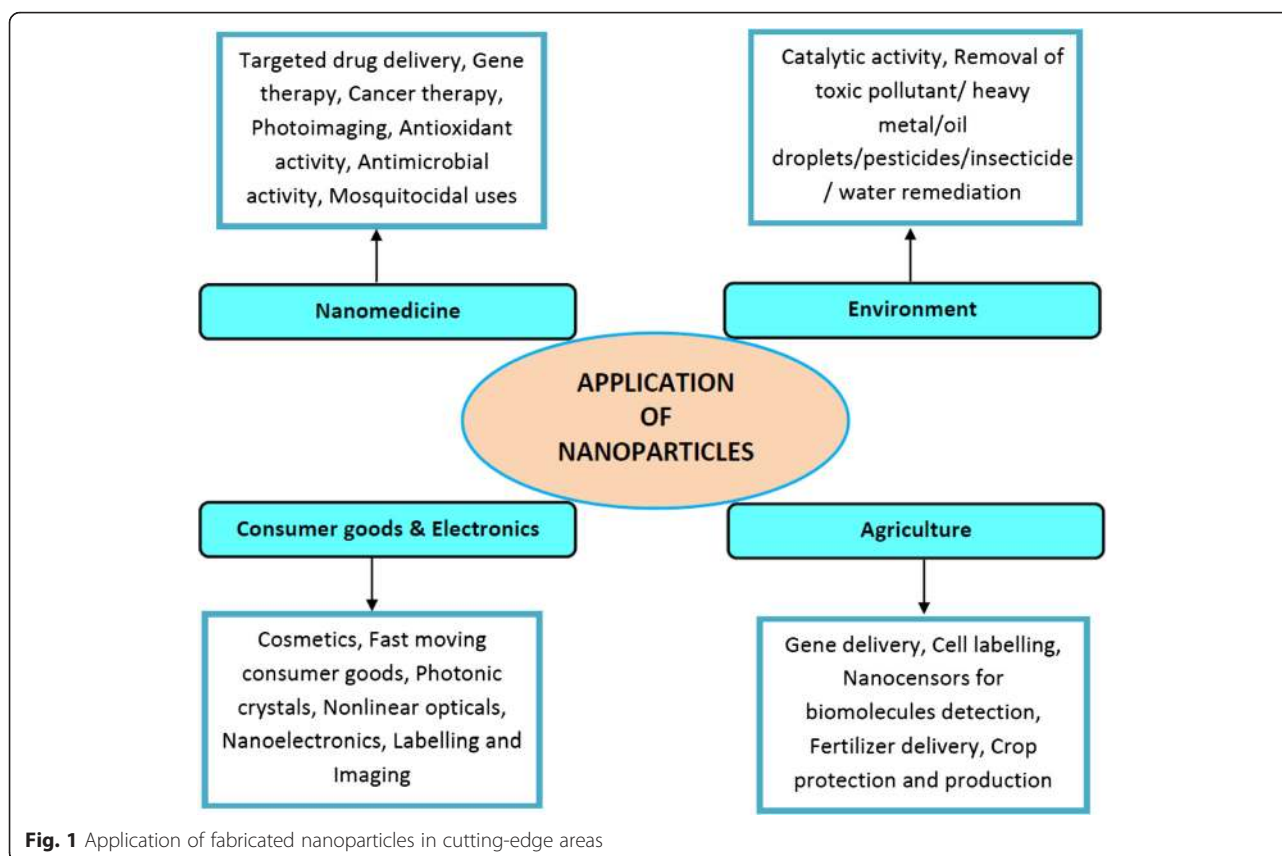 Targeted drug delivery, Gene
therapy, Cancer therapy,
Photoimaging, Antioxidant
activity, Antimicrobial
activity, Mosquitocidal uses
Catalytic activity, Removal of
toxic pollutant/ heavy
metal/oil
droplets/pesticides/insecticide
/ water remediation
Nanomedicine
Environment
APPLICATION
OF
NANOPARTICLES
Consumer goods & Electronics
Agriculture
Cosmetics, Fast moving
consumer goods, Photonic
crystals, Nonlinear opticals,
Nanoelectronics, Labelling and
Imaging
Gene delivery, Cell labelling,
Nanocensors for
biomolecules detection,
Fertilizer delivery, Crop
protection and production
Fig. 1 Application of fabricated nanoparticles in cutting-edge areas